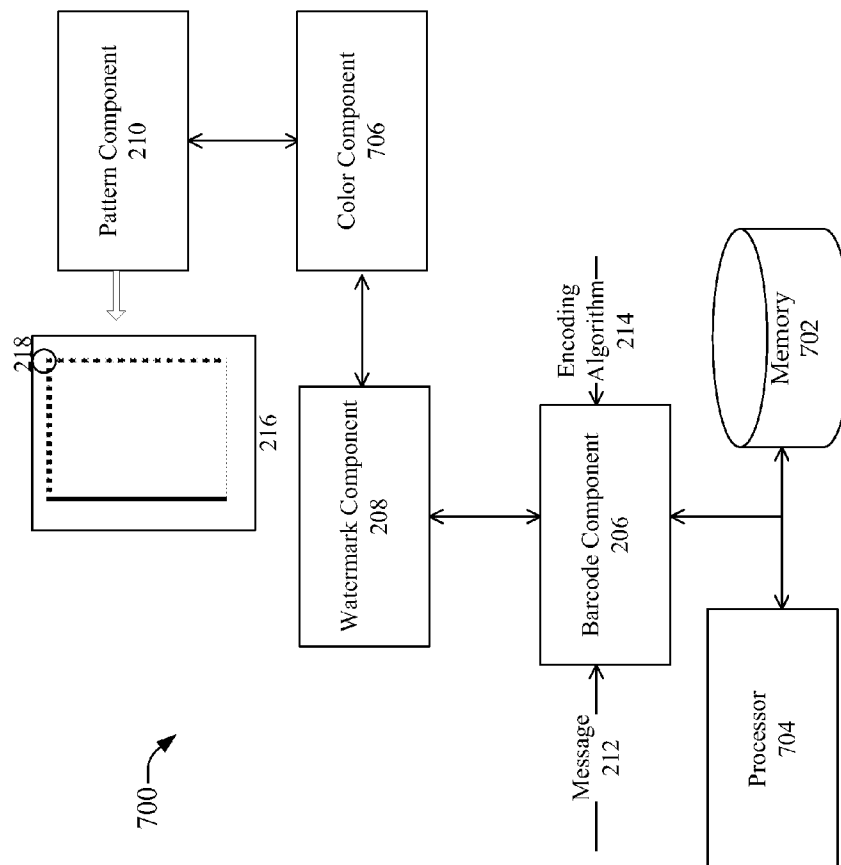 700
218
216
Pattern Component
210
Color Component
706
Watermark Component
208
Encoding
Algorithm
214
Message
212
Barcode Component
206
Processor
704
Memory
702